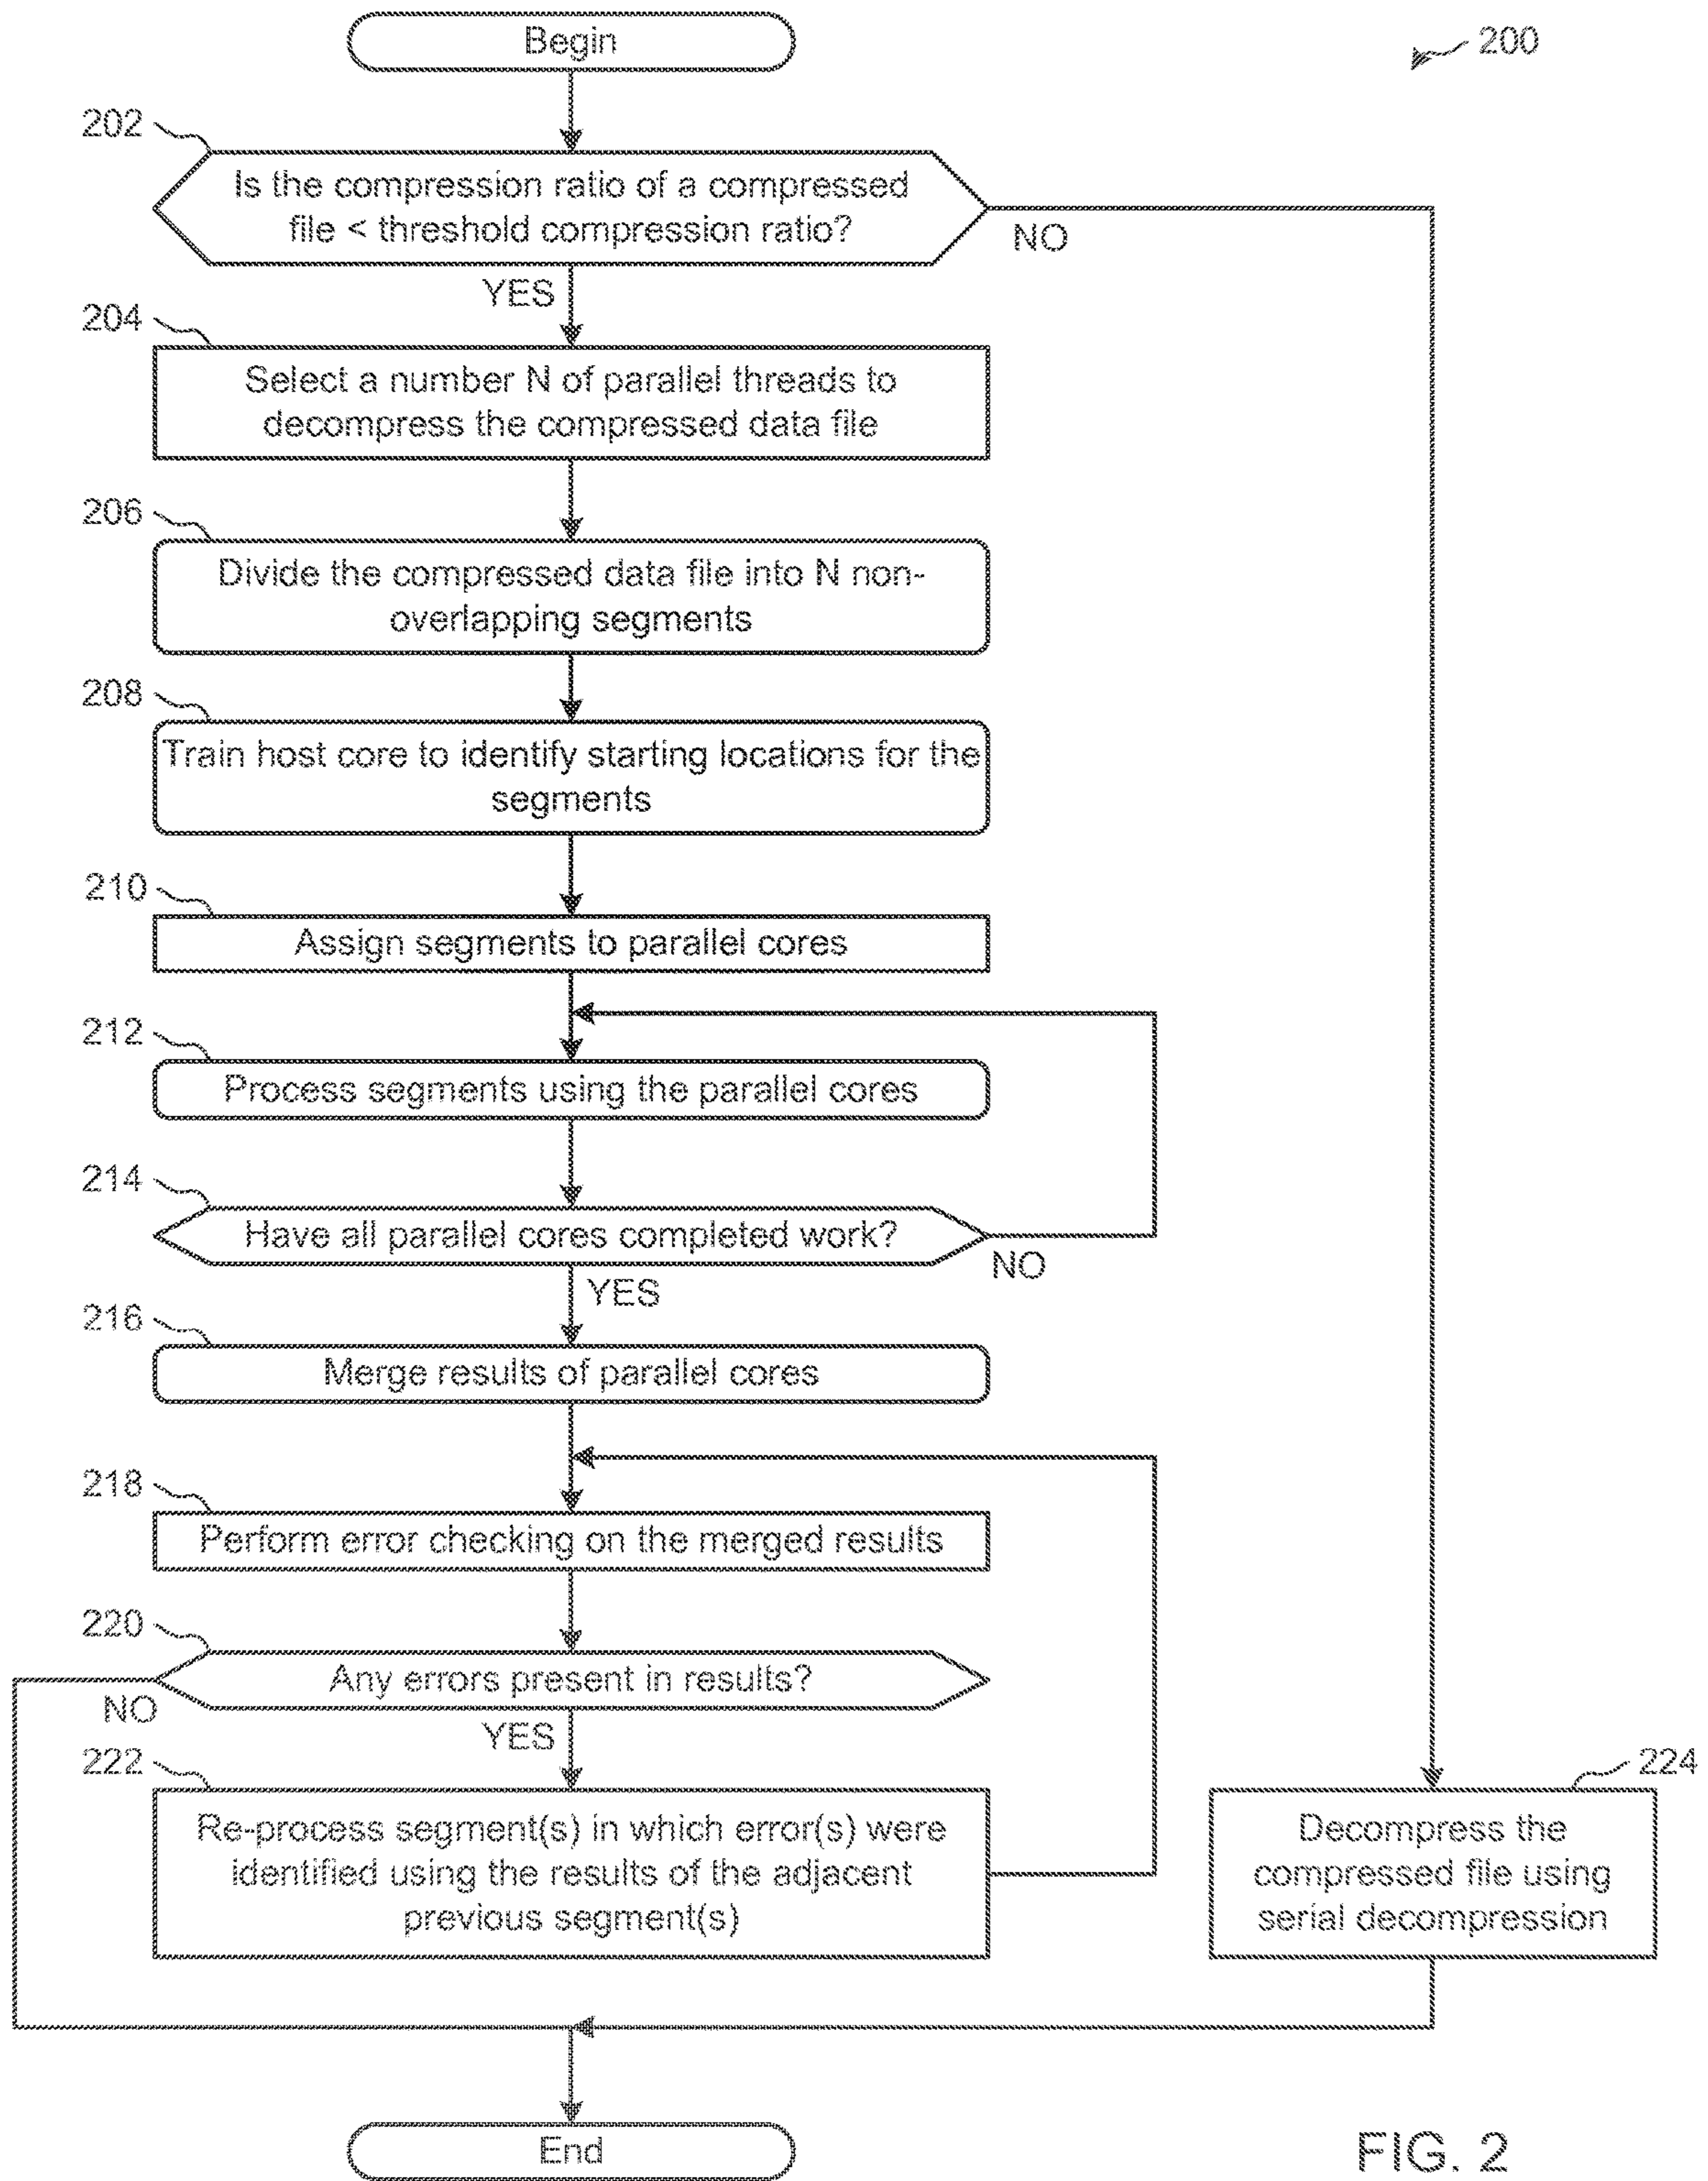 Begin
200
202
Is the compression ratio of a compressed
file < threshold compression ratio?
NO
YES
204
Select a number N of parallel threads to
decompress the compressed data file
206
Divide the compressed data file into N non-
overlapping segments
208
Train host core to identify starting locations for the
segments
210
Assign segments to parallel cores
212
Process segments using the parallel cores
214
Have all parallel cores completed work?
NO
YES
216
Merge results of parallel cores
218
Perform error checking on the merged results
220
Any errors present in results?
NO
YES
222
Re-process segment(s) in which error(s) were
identified using the results of the adjacent
previous segment(s)
224
Decompress the
compressed file using
serial decompression
End
FIG. 2